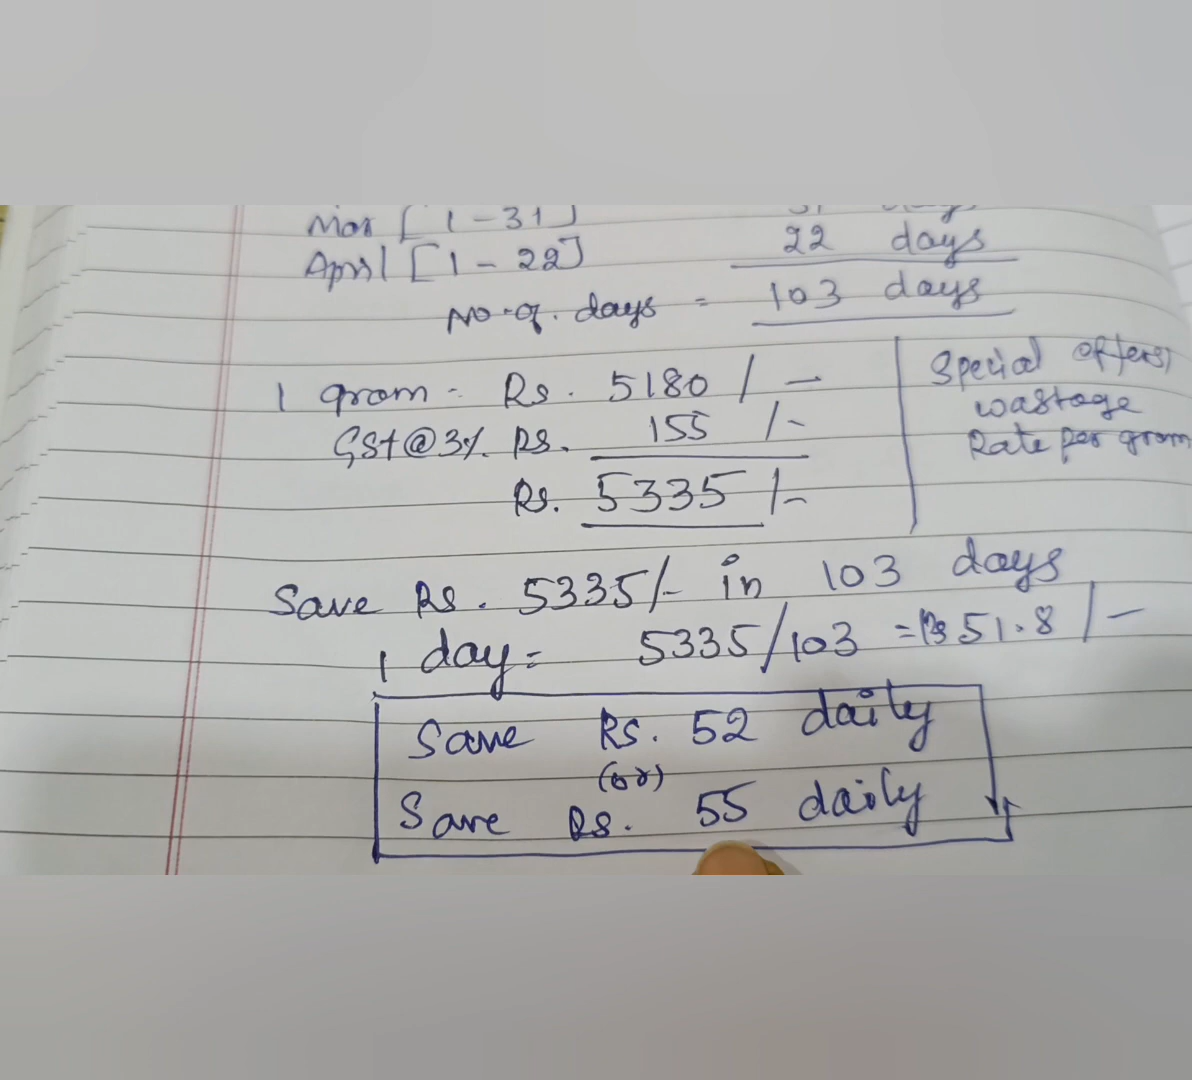 Mar [1-31] 31 days
April [1-22] 22 days
No. of. days = 103 days
1 gram - Rs. 5180/-
Gst@3%. Rs. 155/-
Rs. 5335/-
Special offers,
wastage
Rate per gram
Save Rs. 5335/- in 103 days
1 day = 5335/103 = Rs 51.8/-
Save Rs. 52 daily
(or)
Save Rs. 55 daily